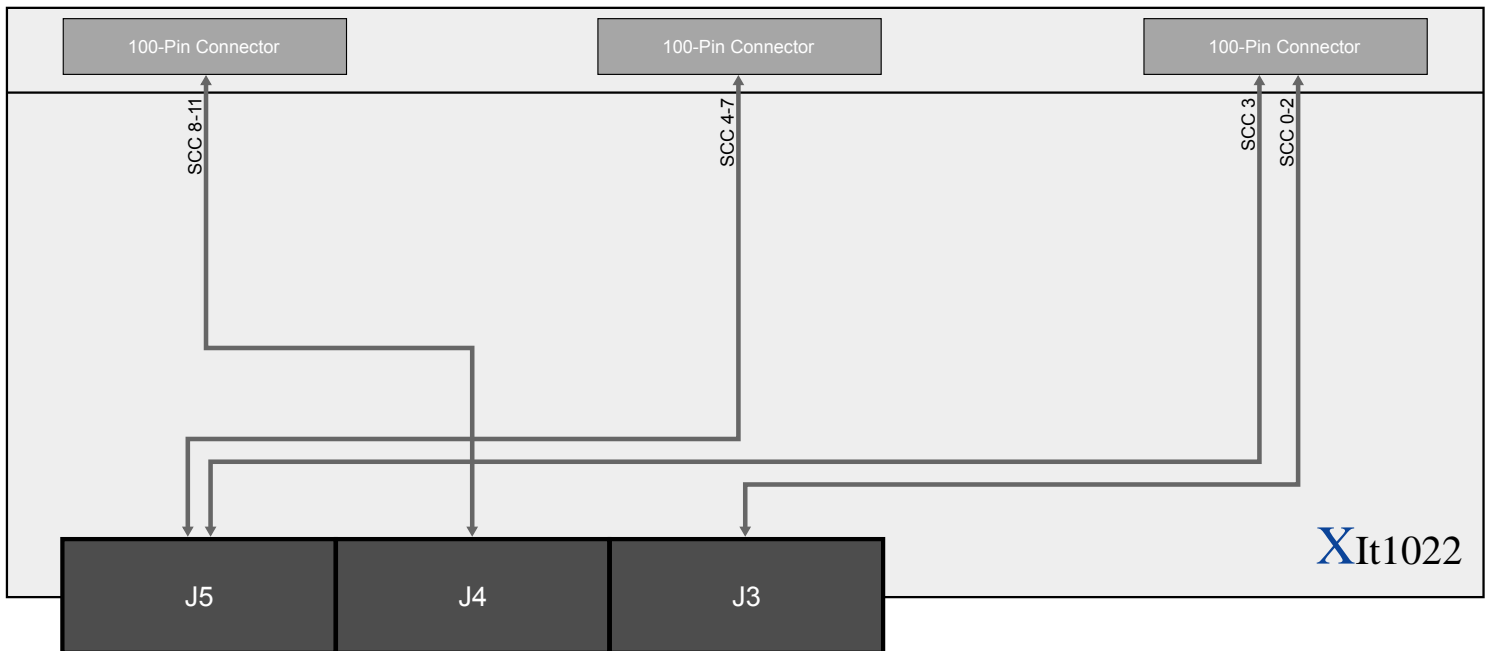 100-Pin Connector
100-Pin Connector
100-Pin Connector
SCC 8-11
SCC 4-7
SCC 3
SCC 0-2
XIt1022
J5
J4
J3